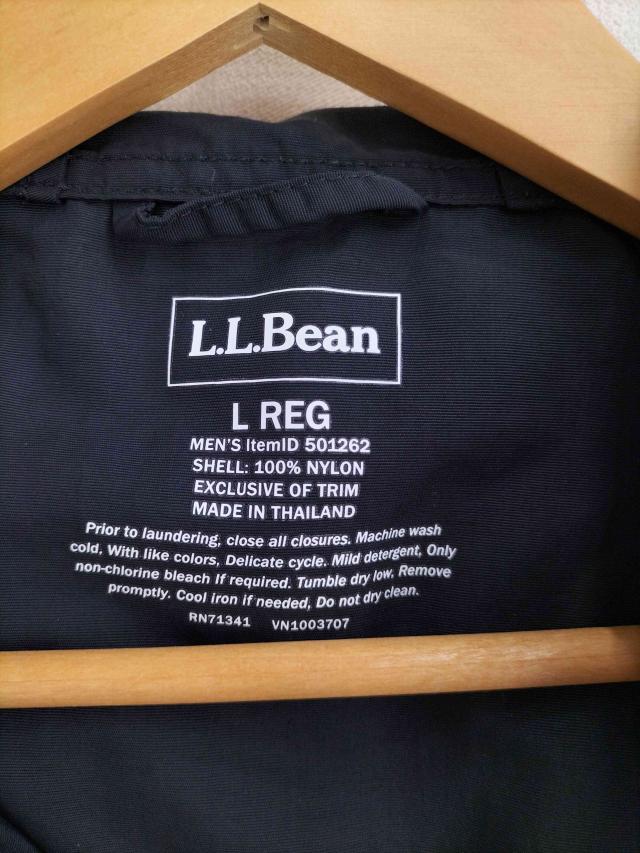 L.L.Bean
L REG
MEN'S ItemID 501262
SHELL: 100% NYLON
EXCLUSIVE OF TRIM
MADE IN THAILAND
Prior to laundering, close all closures. Machine wash
cold, With like colors, Delicate cycle. Mild detergent, Only
non-chlorine bleach If required. Tumble dry low, Remove
promptly. Cool iron if needed, Do not dry clean.
RN71341 VN1003707